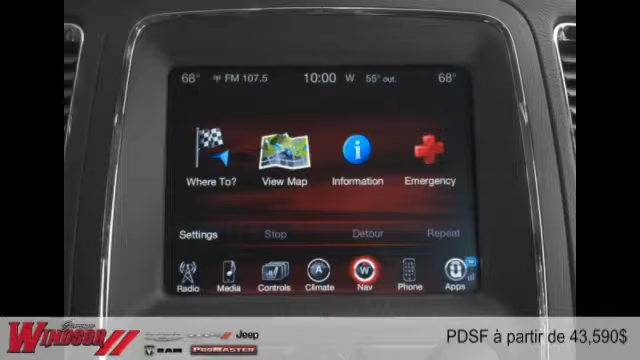 68° FM 107.5 10:00 W 55° out. 68°
Where To? View Map Information Emergency
Settings Stop Detour Repeat
A W
Radio Media Controls Climate Nav Phone Apps
WINDSOR Jeep
RAM PROMASTER
PDSF à partir de 43,590$